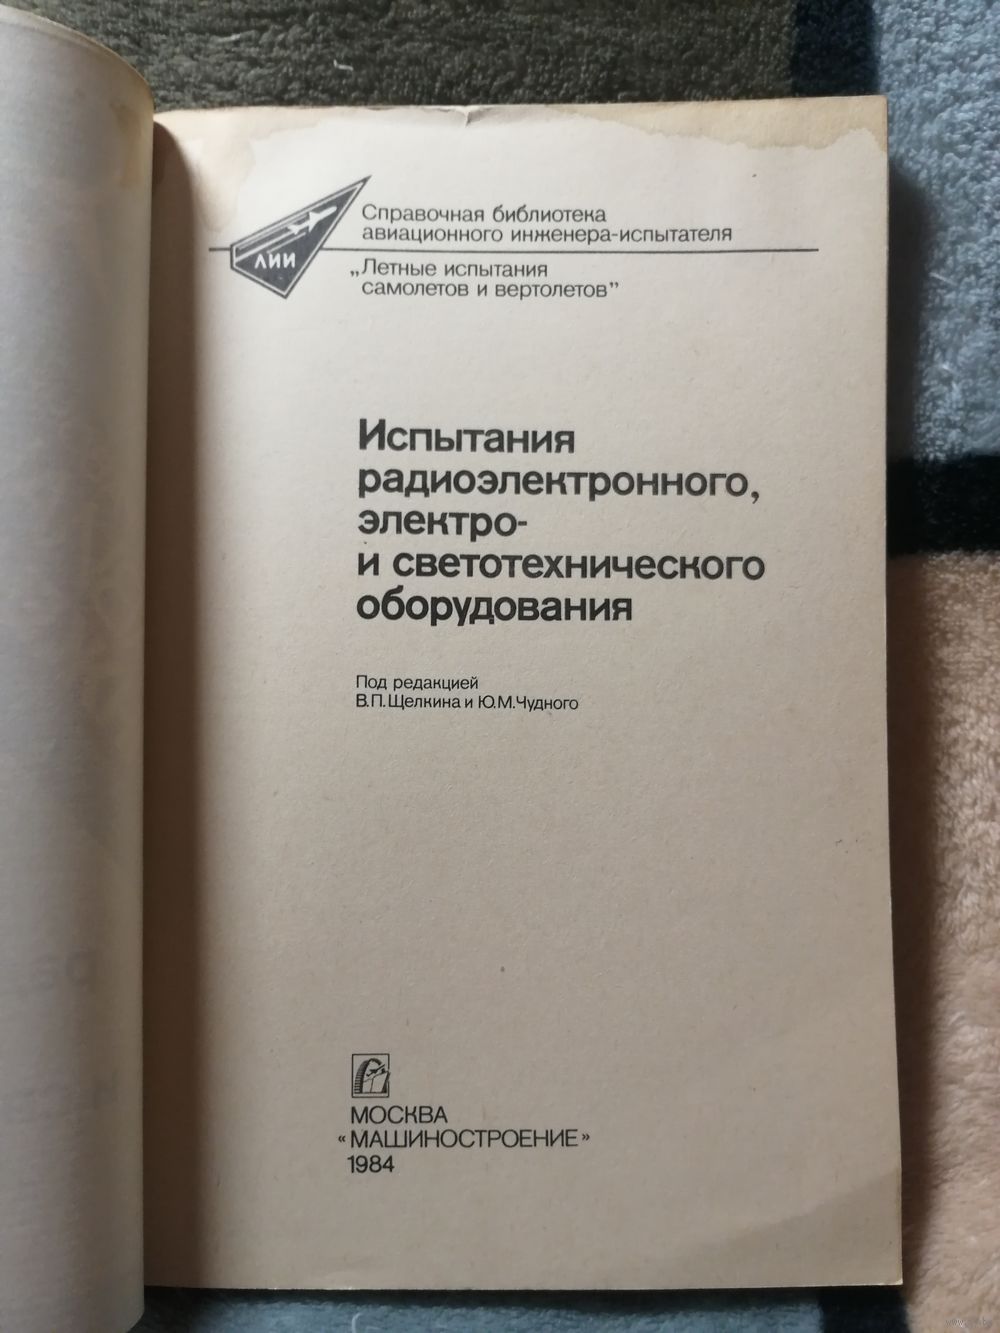 ЛИИ
Справочная библиотека
авиационного инженера-испытателя
„Летные испытания
самолетов и вертолетов”
Испытания
радиоэлектронного,
электро-
и светотехнического
оборудования
Под редакцией
В.П.Щелкина и Ю.М.Чудного
МОСКВА
«МАШИНОСТРОЕНИЕ»
1984